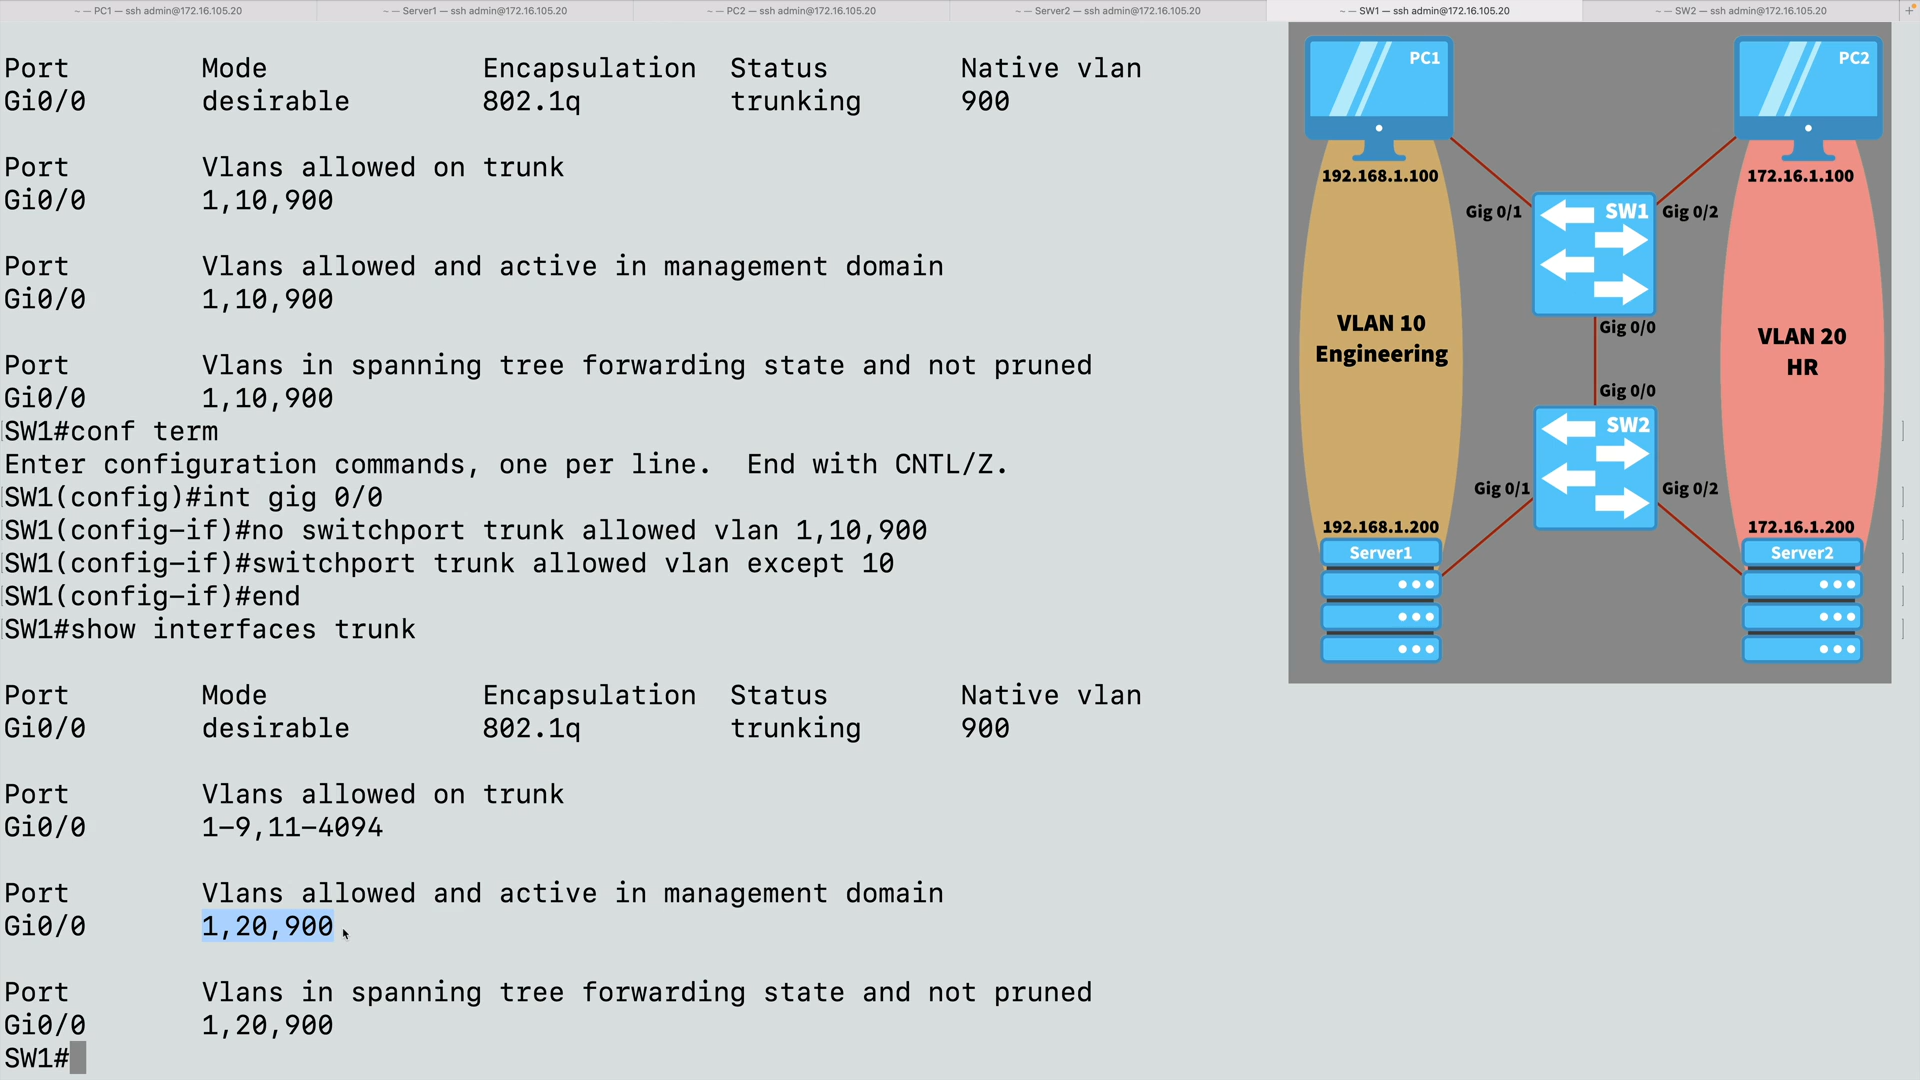 ~ — PC1 — ssh admin@172.16.105.20
~ — Server1 — ssh admin@172.16.105.20
~ — PC2 — ssh admin@172.16.105.20
~ — Server2 — ssh admin@172.16.105.20
~ — SW1 — ssh admin@172.16.105.20
~ — SW2 — ssh admin@172.16.105.20
Port Mode Encapsulation Status Native vlan
Gi0/0 desirable 802.1q trunking 900
Port Vlans allowed on trunk
Gi0/0 1,10,900
Port Vlans allowed and active in management domain
Gi0/0 1,10,900
Port Vlans in spanning tree forwarding state and not pruned
Gi0/0 1,10,900
SW1#conf term
Enter configuration commands, one per line. End with CNTL/Z.
SW1(config)#int gig 0/0
SW1(config-if)#no switchport trunk allowed vlan 1,10,900
SW1(config-if)#switchport trunk allowed vlan except 10
SW1(config-if)#end
SW1#show interfaces trunk
Port Mode Encapsulation Status Native vlan
Gi0/0 desirable 802.1q trunking 900
Port Vlans allowed on trunk
Gi0/0 1-9,11-4094
Port Vlans allowed and active in management domain
Gi0/0 1,20,900
Port Vlans in spanning tree forwarding state and not pruned
Gi0/0 1,20,900
SW1#
PC1
PC2
192.168.1.100
172.16.1.100
Gig 0/1
SW1
Gig 0/2
VLAN 10
Engineering
Gig 0/0
VLAN 20
HR
Gig 0/0
SW2
Gig 0/1
Gig 0/2
192.168.1.200
172.16.1.200
Server1
Server2